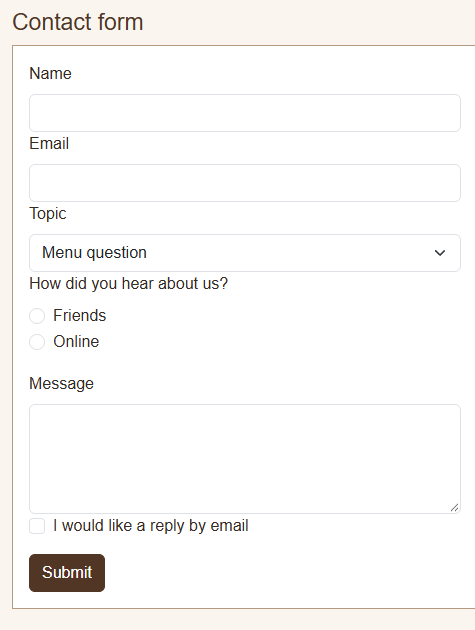 Contact form
Name
Email
Topic
Menu question
How did you hear about us?
Friends
Online
Message
I would like a reply by email
Submit